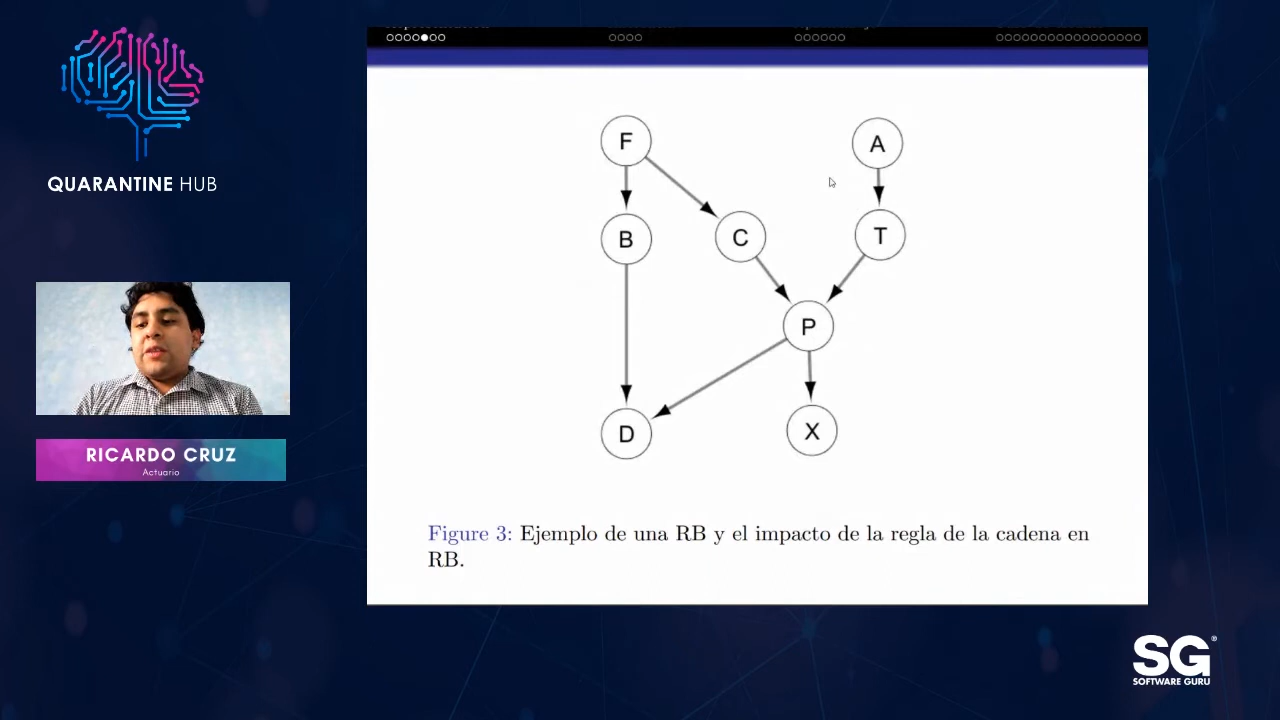 QUARANTINE HUB
RICARDO CRUZ
Actuario
F
A
B
C
T
P
D
X
Figure 3: Ejemplo de una RB y el impacto de la regla de la cadena en
RB.
SG
SOFTWARE GURU